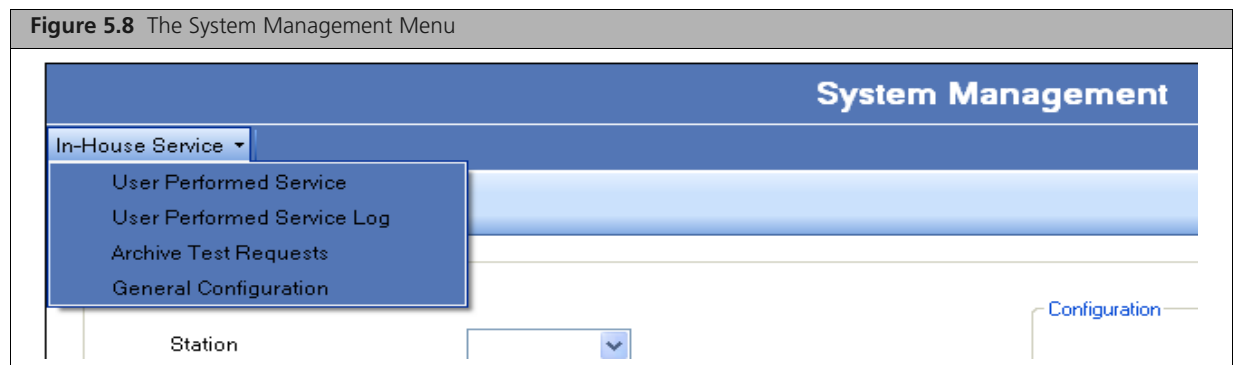 Figure 5.8 The System Management Menu
System Management
In-House Service
User Performed Service
User Performed Service Log
Archive Test Requests
General Configuration
Configuration
Station